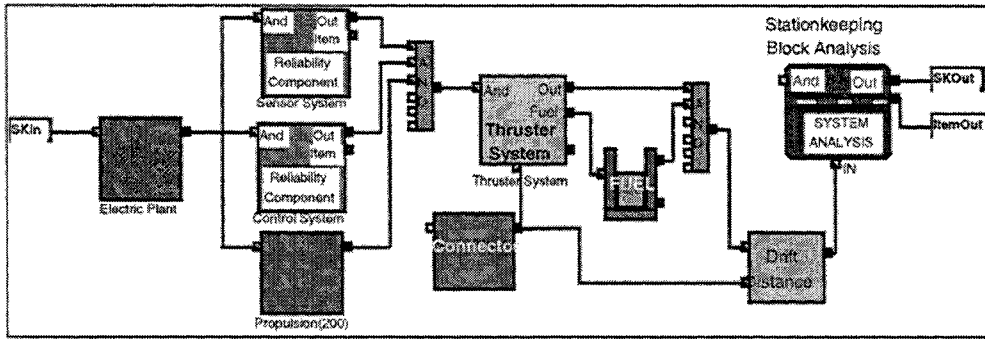 SKIn
Electric Plant
And Out
Item
Reliability
Component
Sensor System
And Out
Item
Reliability
Component
Control System
Propulsion(200)
A
N
D
And Out
Fuel
Thruster
System
Thruster System
Connector
FUEL
A
N
D
Drift
Distance
Stationkeeping
Block Analysis
And Out
SYSTEM
ANALYSIS
IN
SKOut
ItemOut